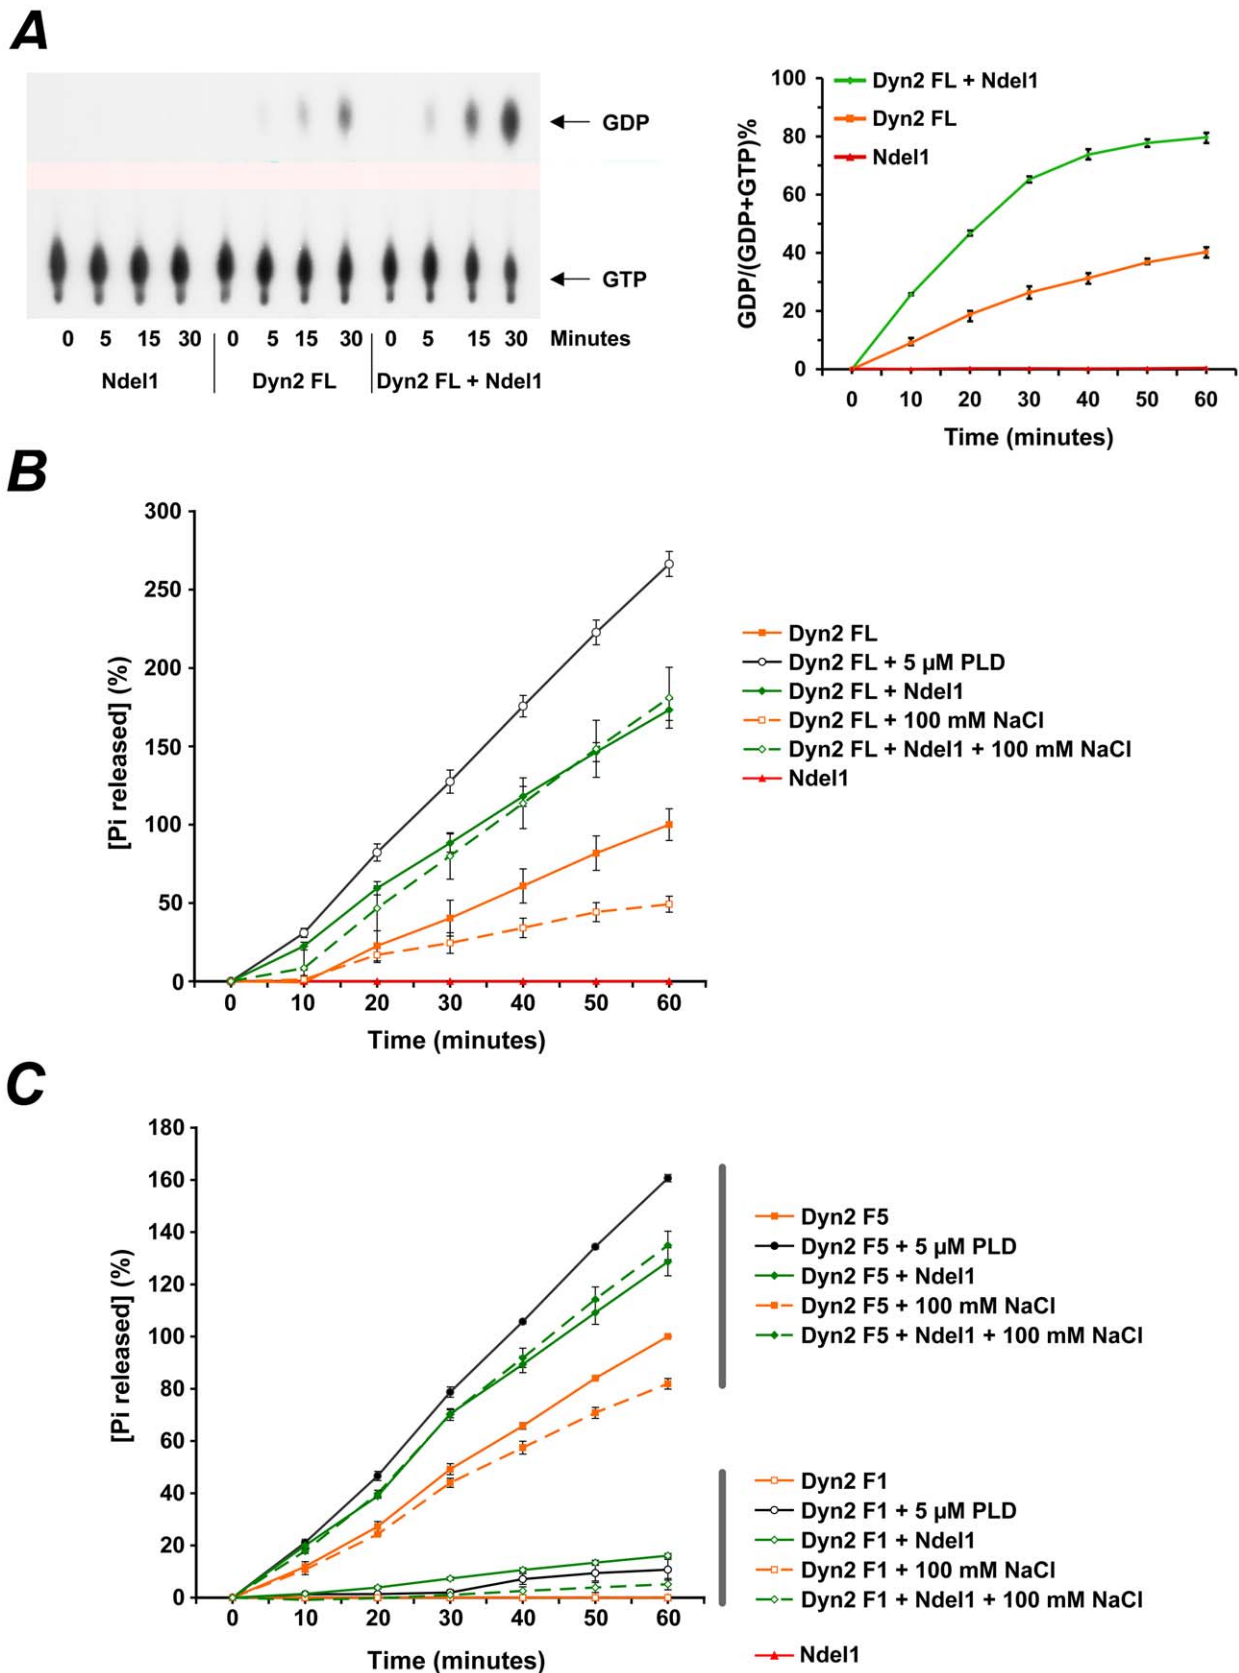 A
GDP
GTP
0 5 15 30 0 5 15 30 0 5 15 30 Minutes
Ndel1 Dyn2 FL Dyn2 FL + Ndel1
100
80
60
40
20
0
GDP/(GDP+GTP)%
Dyn2 FL + Ndel1
Dyn2 FL
Ndel1
0 10 20 30 40 50 60
Time (minutes)
B
300
250
200
150
100
50
0
[Pi released] (%)
0 10 20 30 40 50 60
Time (minutes)
Dyn2 FL
Dyn2 FL + 5 µM PLD
Dyn2 FL + Ndel1
Dyn2 FL + 100 mM NaCl
Dyn2 FL + Ndel1 + 100 mM NaCl
Ndel1
C
180
160
140
120
100
80
60
40
20
0
[Pi released] (%)
0 10 20 30 40 50 60
Time (minutes)
Dyn2 F5
Dyn2 F5 + 5 µM PLD
Dyn2 F5 + Ndel1
Dyn2 F5 + 100 mM NaCl
Dyn2 F5 + Ndel1 + 100 mM NaCl
Dyn2 F1
Dyn2 F1 + 5 µM PLD
Dyn2 F1 + Ndel1
Dyn2 F1 + 100 mM NaCl
Dyn2 F1 + Ndel1 + 100 mM NaCl
Ndel1